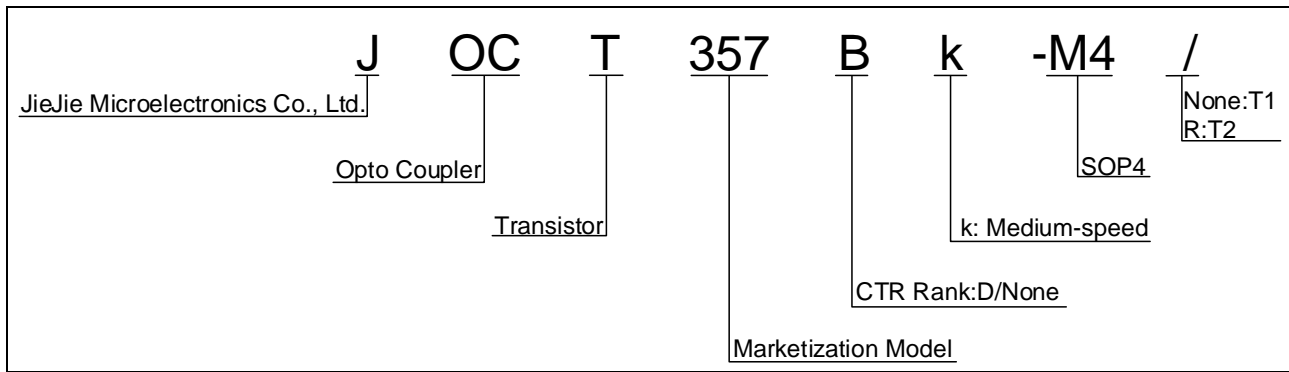 J OC T 357 B k -M4 /
JieJie Microelectronics Co., Ltd.
None:T1
R:T2
Opto Coupler
SOP4
Transistor
k: Medium-speed
CTR Rank:D/None
Marketization Model